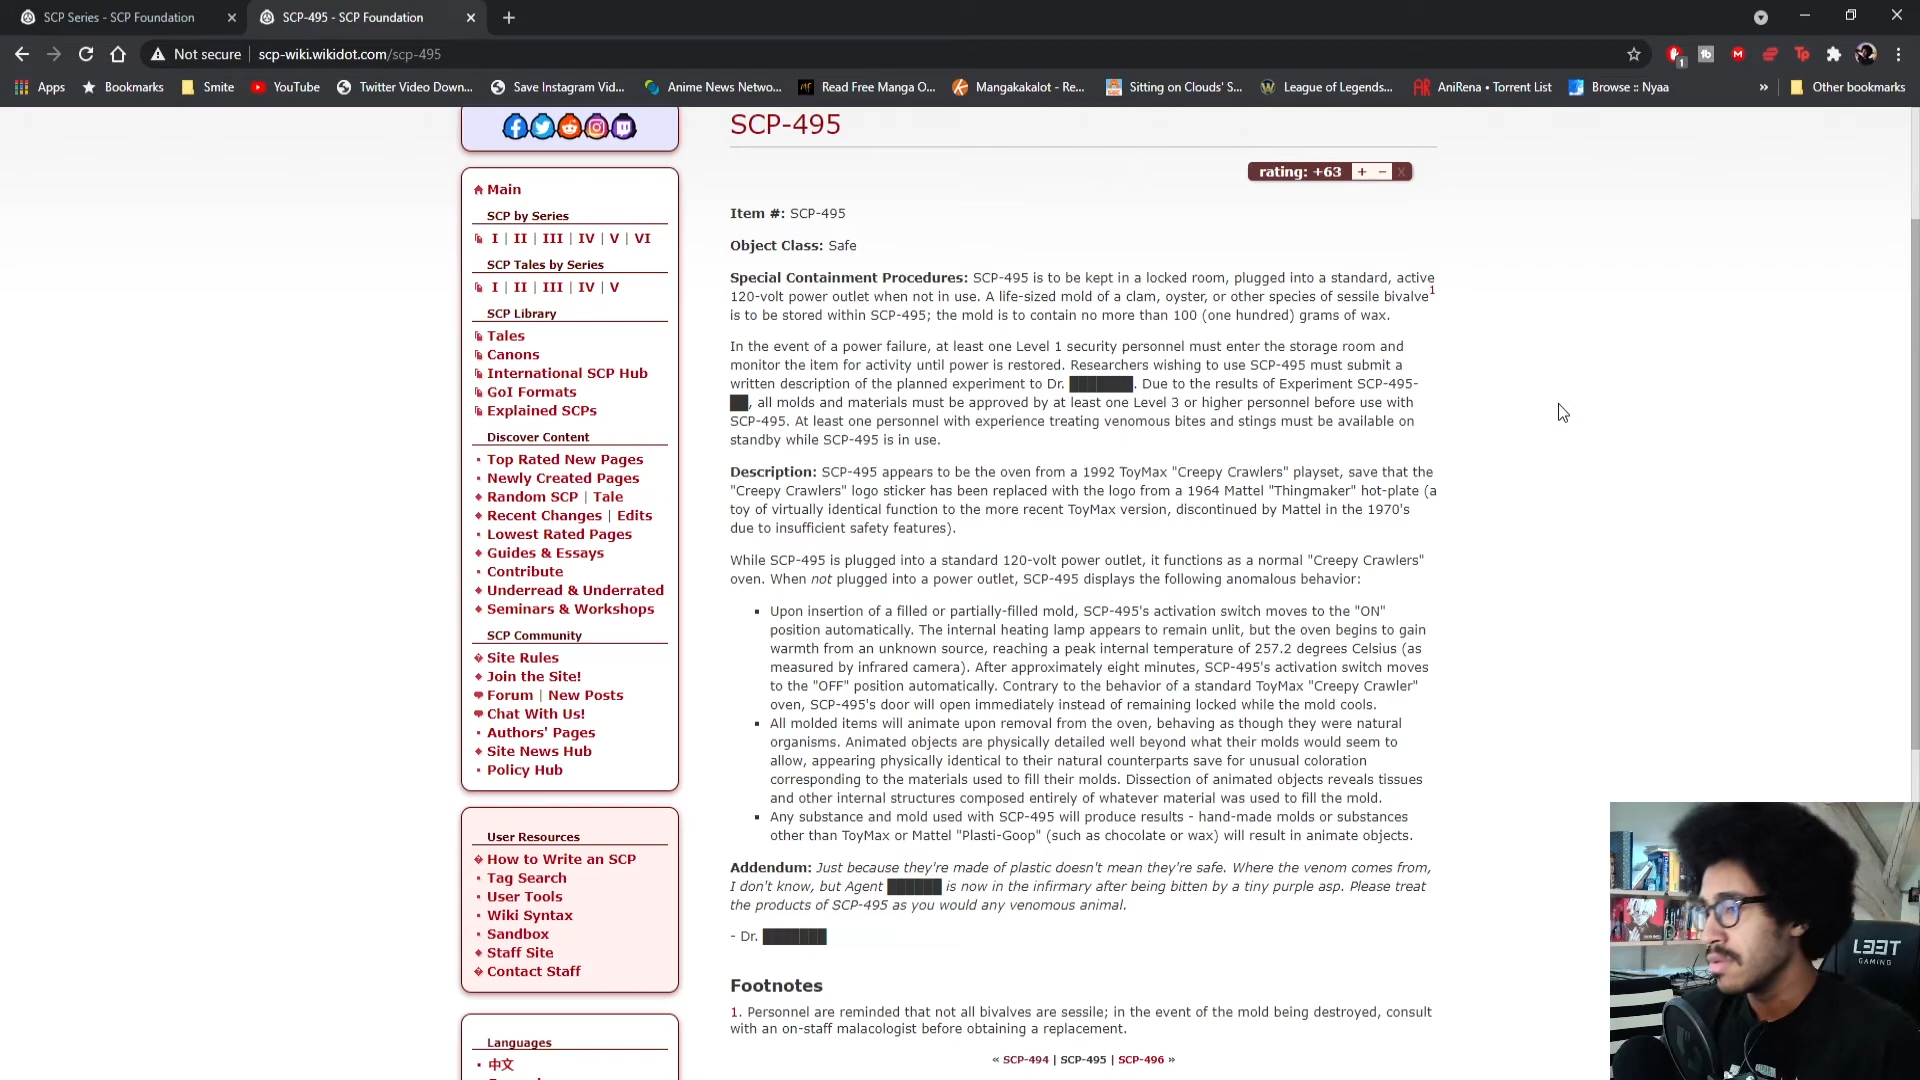 SCP Series - SCP Foundation
SCP-495 - SCP Foundation
Not secure
scp-wiki.wikidot.com/scp-495
1
Apps
Bookmarks
Smite
YouTube
Twitter Video Down...
Save Instagram Vid...
Anime News Netwo...
Read Free Manga O...
Mangakakalot - Re...
Sitting on Clouds' S...
League of Legends...
AniRena • Torrent List
Browse :: Nyaa
»
Other bookmarks
Main
SCP by Series
I | II | III | IV | V | VI
SCP Tales by Series
I | II | III | IV | V
SCP Library
Tales
Canons
International SCP Hub
GoI Formats
Explained SCPs
Discover Content
Top Rated New Pages
Newly Created Pages
Random SCP | Tale
Recent Changes | Edits
Lowest Rated Pages
Guides & Essays
Contribute
Underread & Underrated
Seminars & Workshops
SCP Community
Site Rules
Join the Site!
Forum | New Posts
Chat With Us!
Authors' Pages
Site News Hub
Policy Hub
User Resources
How to Write an SCP
Tag Search
User Tools
Wiki Syntax
Sandbox
Staff Site
Contact Staff
Languages
中文
SCP-495
rating: +63 + – X
Item #: SCP-495
Object Class: Safe
Special Containment Procedures: SCP-495 is to be kept in a locked room, plugged into a standard, active
120-volt power outlet when not in use. A life-sized mold of a clam, oyster, or other species of sessile bivalve1
is to be stored within SCP-495; the mold is to contain no more than 100 (one hundred) grams of wax.
In the event of a power failure, at least one Level 1 security personnel must enter the storage room and
monitor the item for activity until power is restored. Researchers wishing to use SCP-495 must submit a
written description of the planned experiment to Dr. ███████. Due to the results of Experiment SCP-495-
██, all molds and materials must be approved by at least one Level 3 or higher personnel before use with
SCP-495. At least one personnel with experience treating venomous bites and stings must be available on
standby while SCP-495 is in use.
Description: SCP-495 appears to be the oven from a 1992 ToyMax "Creepy Crawlers" playset, save that the
"Creepy Crawlers" logo sticker has been replaced with the logo from a 1964 Mattel "Thingmaker" hot-plate (a
toy of virtually identical function to the more recent ToyMax version, discontinued by Mattel in the 1970's
due to insufficient safety features).
While SCP-495 is plugged into a standard 120-volt power outlet, it functions as a normal "Creepy Crawlers"
oven. When not plugged into a power outlet, SCP-495 displays the following anomalous behavior:
Upon insertion of a filled or partially-filled mold, SCP-495's activation switch moves to the "ON"
position automatically. The internal heating lamp appears to remain unlit, but the oven begins to gain
warmth from an unknown source, reaching a peak internal temperature of 257.2 degrees Celsius (as
measured by infrared camera). After approximately eight minutes, SCP-495's activation switch moves
to the "OFF" position automatically. Contrary to the behavior of a standard ToyMax "Creepy Crawler"
oven, SCP-495's door will open immediately instead of remaining locked while the mold cools.
All molded items will animate upon removal from the oven, behaving as though they were natural
organisms. Animated objects are physically detailed well beyond what their molds would seem to
allow, appearing physically identical to their natural counterparts save for unusual coloration
corresponding to the materials used to fill their molds. Dissection of animated objects reveals tissues
and other internal structures composed entirely of whatever material was used to fill the mold.
Any substance and mold used with SCP-495 will produce results - hand-made molds or substances
other than ToyMax or Mattel "Plasti-Goop" (such as chocolate or wax) will result in animate objects.
Addendum: Just because they're made of plastic doesn't mean they're safe. Where the venom comes from,
I don't know, but Agent ██████ is now in the infirmary after being bitten by a tiny purple asp. Please treat
the products of SCP-495 as you would any venomous animal.
- Dr. ███████
Footnotes
1. Personnel are reminded that not all bivalves are sessile; in the event of the mold being destroyed, consult
with an on-staff malacologist before obtaining a replacement.
« SCP-494 | SCP-495 | SCP-496 »
L33T
GAMING